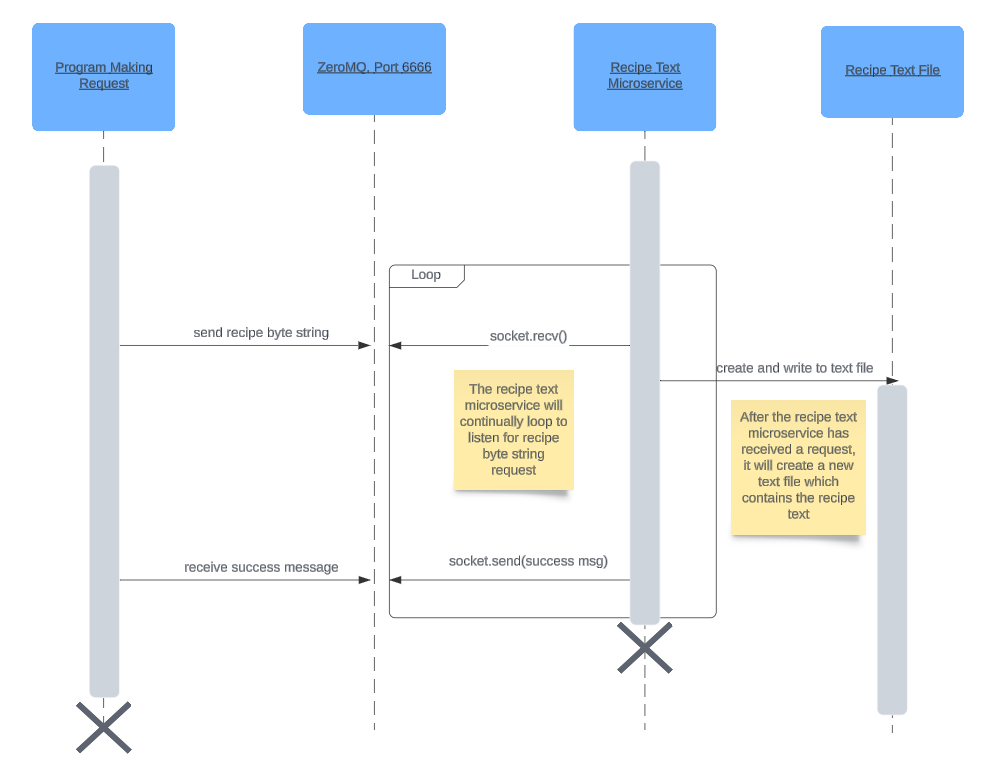 Program Making
Request
ZeroMQ, Port 6666
Recipe Text
Microservice
Recipe Text File
Loop
send recipe byte string
socket.recv()
create and write to text file
The recipe text
microservice will
continually loop to
listen for recipe
byte string
request
After the recipe text
microservice has
received a request,
it will create a new
text file which
contains the recipe
text
receive success message
socket.send(success msg)